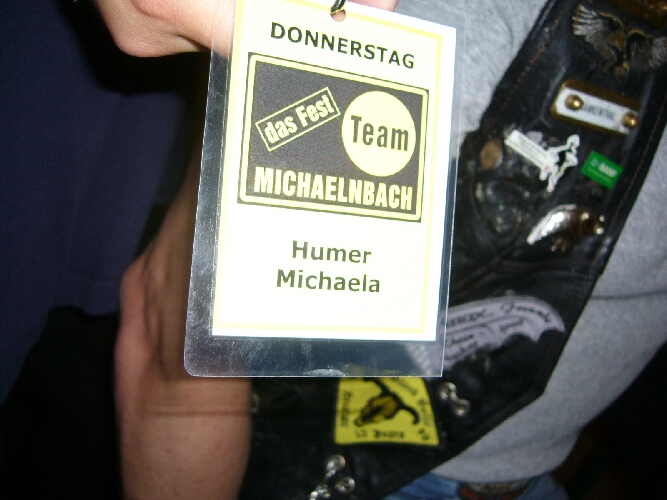 DONNERSTAG
das Fest
Team
MICHAELNBACH
Humer
Michaela